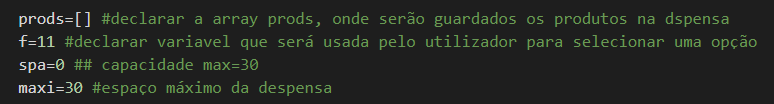 prods=[] #declarar a array prods, onde serão guardados os produtos na dspensa
f=11 #declarar variavel que será usada pelo utilizador para selecionar uma opção
spa=0 ## capacidade max=30
maxi=30 #espaço máximo da despensa